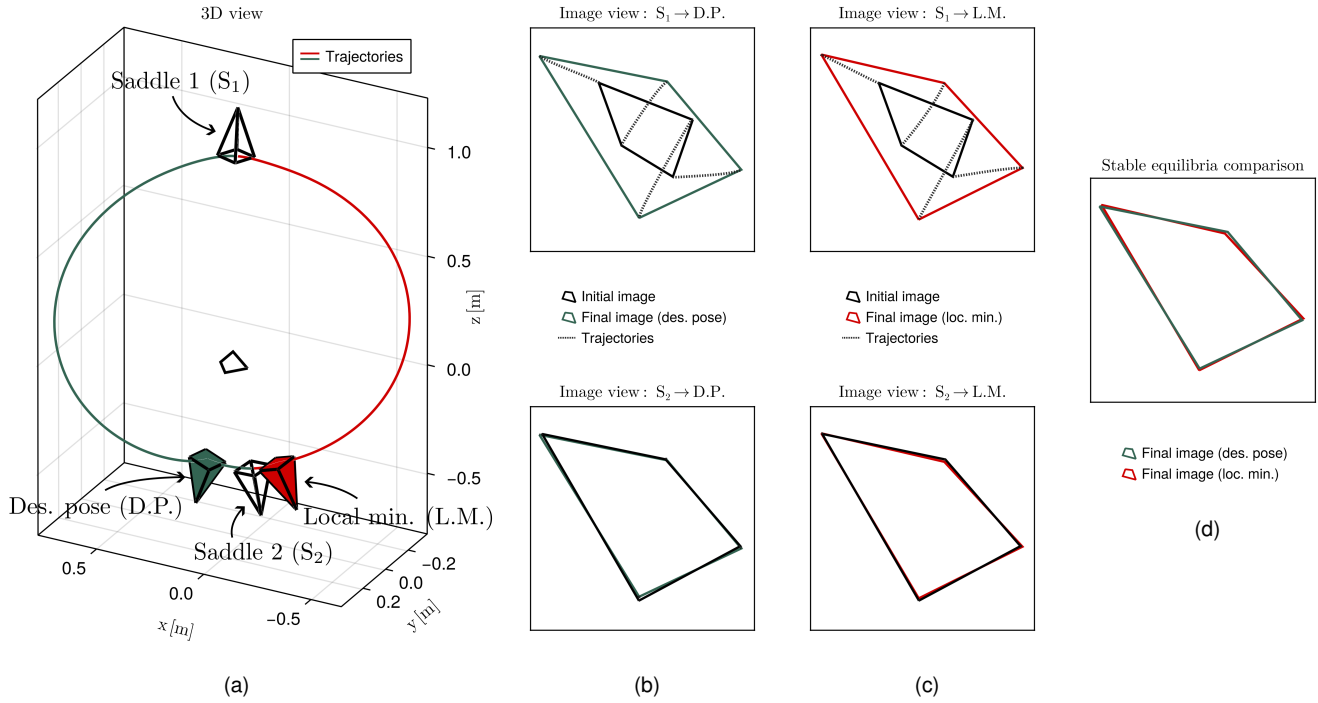 3D view
Trajectories
Saddle 1 (S₁)
1.0
0.5
z [m]
0.0
−0.5
Des. pose (D.P.)
Local min. (L.M.)
Saddle 2 (S₂)
0.5
0.0
−0.5
x [m]
−0.2
0.0
0.2
y [m]
(a)
Image view : S₁ → D.P.
Initial image
Final image (des. pose)
Trajectories
Image view : S₂ → D.P.
(b)
Image view : S₁ → L.M.
Initial image
Final image (loc. min.)
Trajectories
Image view : S₂ → L.M.
(c)
Stable equilibria comparison
Final image (des. pose)
Final image (loc. min.)
(d)